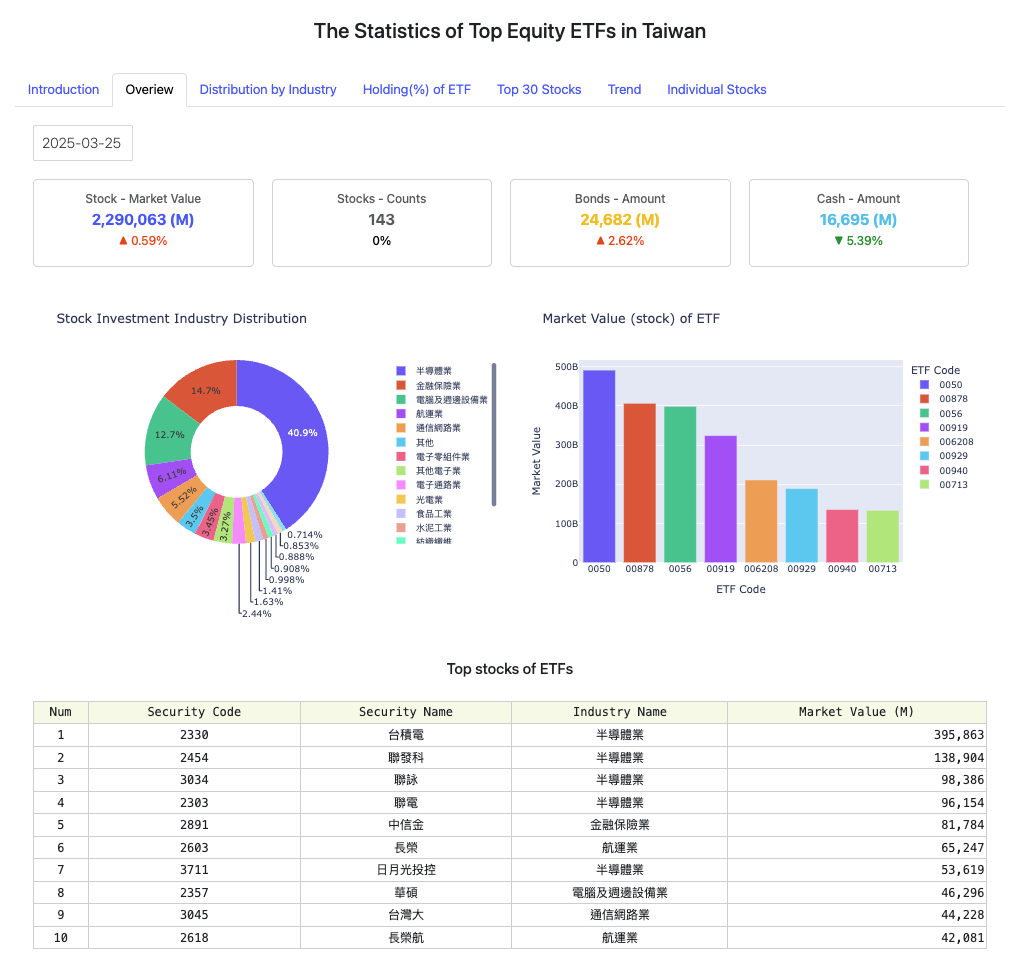 The Statistics of Top Equity ETFs in Taiwan
Introduction Overiew Distribution by Industry Holding(%) of ETF Top 30 Stocks Trend Individual Stocks
2025-03-25
Stock - Market Value
2,290,063 (M)
▲ 0.59%
Stocks - Counts
143
0%
Bonds - Amount
24,682 (M)
▲ 2.62%
Cash - Amount
16,695 (M)
▼ 5.39%
Stock Investment Industry Distribution
40.9%
14.7%
12.7%
6.11%
5.52%
3.5%
3.45%
3.27%
0.714%
0.853%
0.888%
0.908%
0.998%
1.41%
1.63%
2.44%
半導體業
金融保險業
電腦及週邊設備業
航運業
通信網路業
其他
電子零組件業
其他電子業
電子通路業
光電業
食品工業
水泥工業
紡織纖維
Market Value (stock) of ETF
Market Value
500B
400B
300B
200B
100B
0
0050 00878 0056 00919 006208 00929 00940 00713
ETF Code
ETF Code
0050
00878
0056
00919
006208
00929
00940
00713
Top stocks of ETFs
Num Security Code Security Name Industry Name Market Value (M)
1 2330 台積電 半導體業 395,863
2 2454 聯發科 半導體業 138,904
3 3034 聯詠 半導體業 98,386
4 2303 聯電 半導體業 96,154
5 2891 中信金 金融保險業 81,784
6 2603 長榮 航運業 65,247
7 3711 日月光投控 半導體業 53,619
8 2357 華碩 電腦及週邊設備業 46,296
9 3045 台灣大 通信網路業 44,228
10 2618 長榮航 航運業 42,081